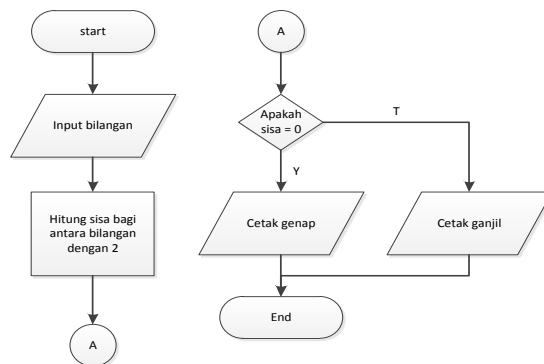 start
Input bilangan
Hitung sisa bagi
antara bilangan
dengan 2
A
A
Apakah
sisa = 0
T
Y
Cetak genap
Cetak ganjil
End